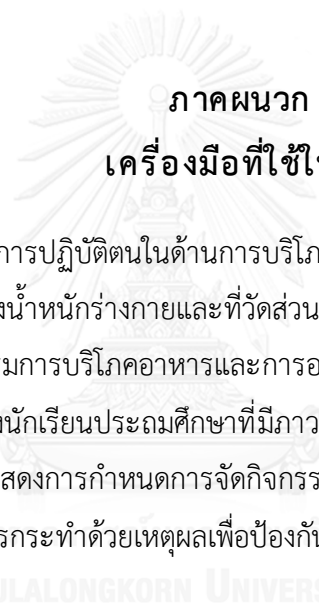 ภาคผนวก
เครื่องมือที่ใช้ใ
การปฏิบัติตนในด้านการบริโภ
งน้ำหนักร่างกายและที่วัดส่วน
รมการบริโภคอาหารและการอ
งนักเรียนประถมศึกษาที่มีภาว
สดงการกำหนดการจัดกิจกรร
รกระทำด้วยเหตุผลเพื่อป้องกัน
ULALONGKORN UNIVERS